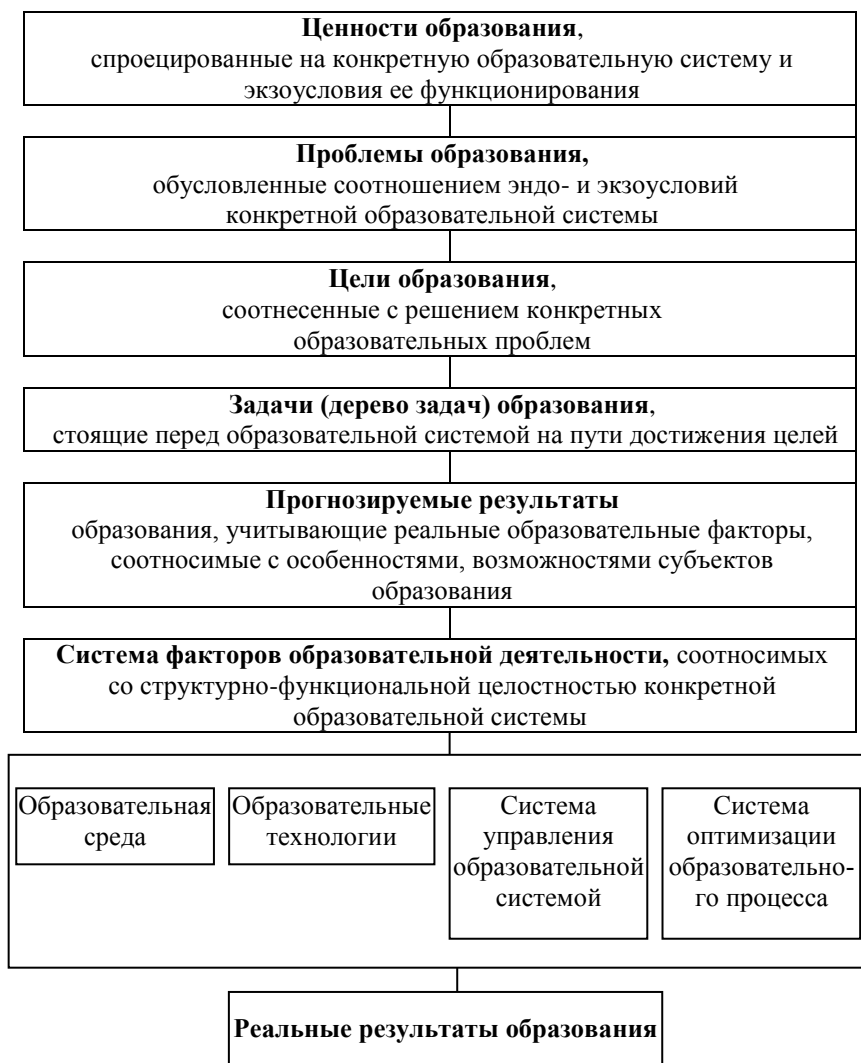 Ценности образования,
спроецированные на конкретную образовательную систему и
экзоусловия ее функционирования
Проблемы образования,
обусловленные соотношением эндо- и экзоусловий
конкретной образовательной системы
Цели образования,
соотнесенные с решением конкретных
образовательных проблем
Задачи (дерево задач) образования,
стоящие перед образовательной системой на пути достижения целей
Прогнозируемые результаты
образования, учитывающие реальные образовательные факторы,
соотносимые с особенностями, возможностями субъектов
образования
Система факторов образовательной деятельности, соотносимых
со структурно-функциональной целостностью конкретной
образовательной системы
Образовательная
среда
Образовательные
технологии
Система
управления
образовательной
системой
Система
оптимизации
образовательно-
го процесса
Реальные результаты образования